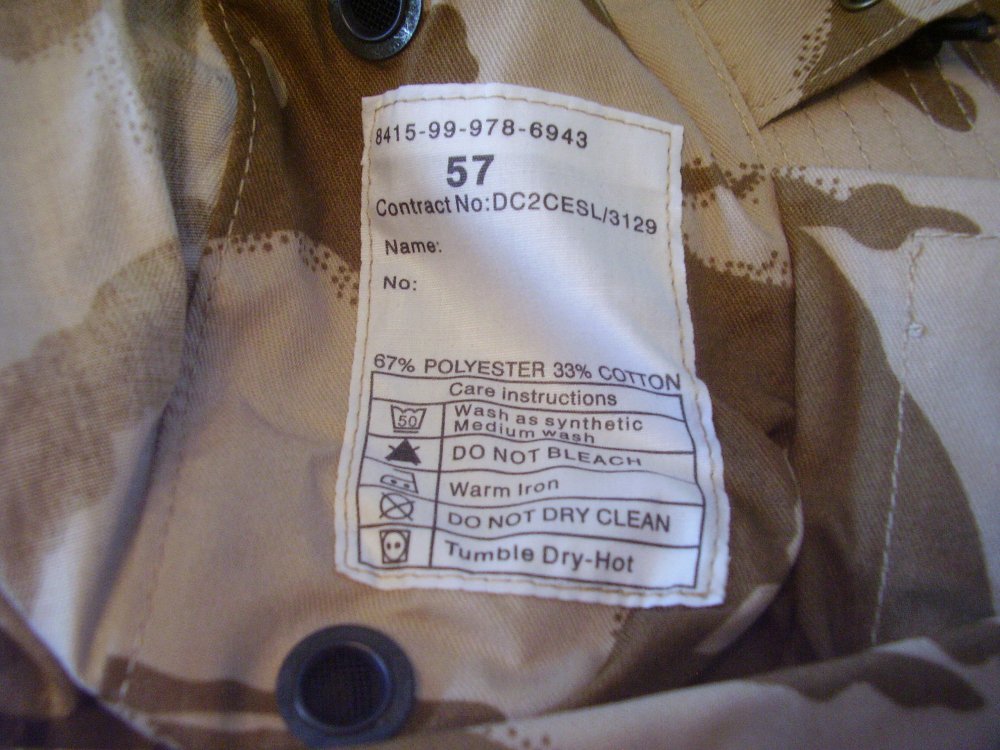 8415-99-978-6943
57
Contract No:DC2CESL/3129
Name:
No:
67% POLYESTER 33% COTTON
Care instructions
50
Wash as synthetic
Medium wash
DO NOT BLEACH
Warm Iron
DO NOT DRY CLEAN
Tumble Dry-Hot